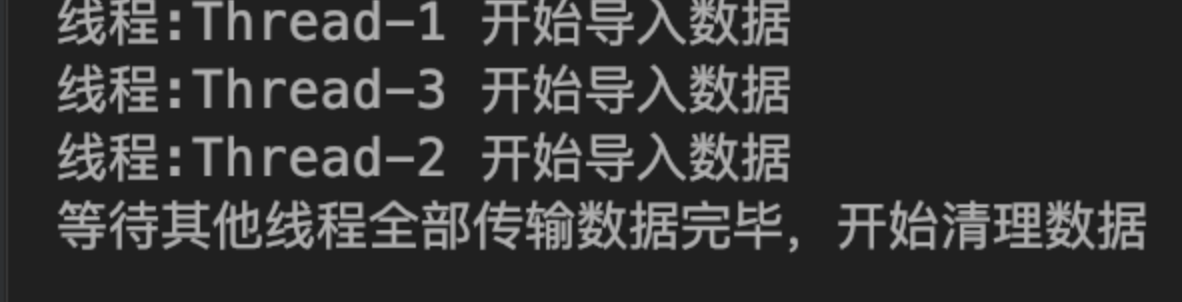 线程:Thread-1 开始导入数据
线程:Thread-3 开始导入数据
线程:Thread-2 开始导入数据
等待其他线程全部传输数据完毕，开始清理数据